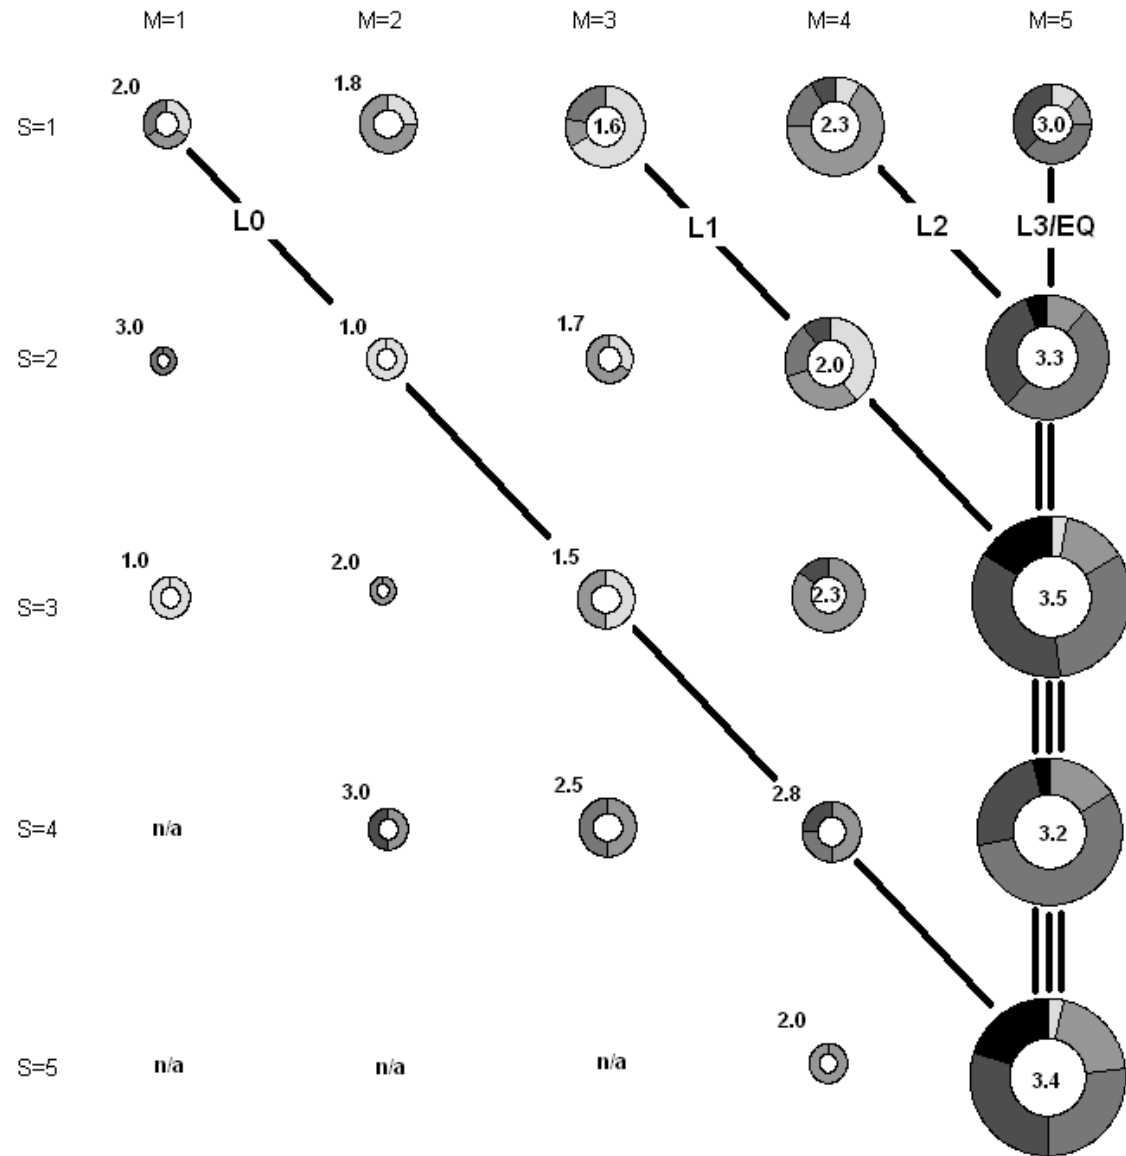 M=1 M=2 M=3 M=4 M=5
S=1 2.0 1.8 1.6 2.3 3.0
L0 L1 L2 L3/EQ
S=2 3.0 1.0 1.7 2.0 3.3
S=3 1.0 2.0 1.5 2.3 3.5
S=4 n/a 3.0 2.5 2.8 3.2
S=5 n/a n/a n/a 2.0 3.4